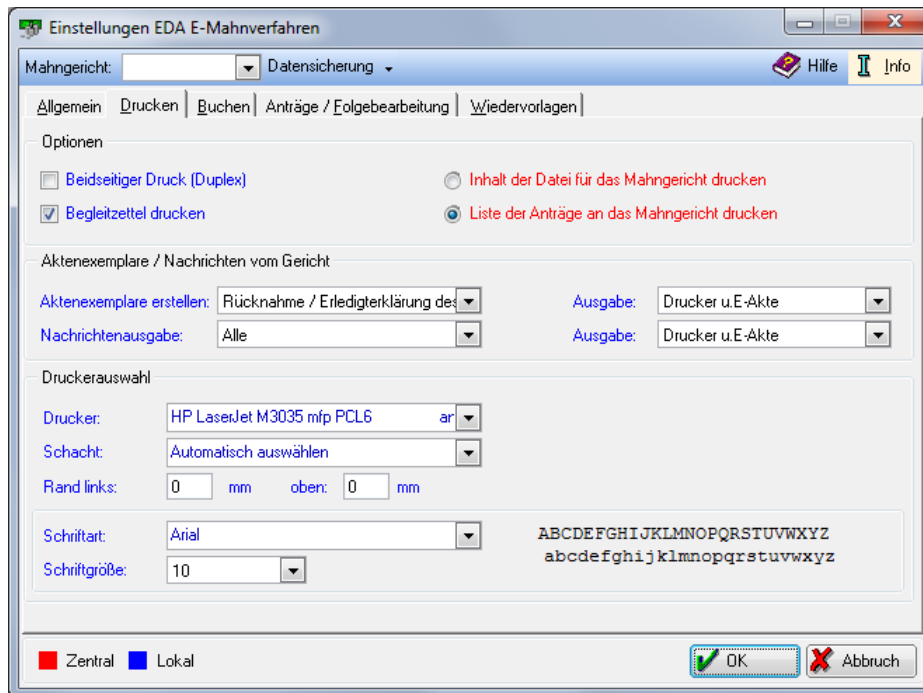 Einstellungen EDA E-Mahnverfahren
Mahngericht: Datensicherung Hilfe Info
Allgemein Drucken Buchen Anträge / Folgebearbeitung Wiedervorlagen
Optionen
Beidseitiger Druck (Duplex) Inhalt der Datei für das Mahngericht drucken
Begleitzettel drucken Liste der Anträge an das Mahngericht drucken
Aktenexemplare / Nachrichten vom Gericht
Aktenexemplare erstellen: Rücknahme / Erledigterklärung des Ausgabe: Drucker u.E-Akte
Nachrichtenausgabe: Alle Ausgabe: Drucker u.E-Akte
Druckerauswahl
Drucker: HP LaserJet M3035 mfp PCL6 ar
Schacht: Automatisch auswählen
Rand links: 0 mm oben: 0 mm
Schriftart: Arial ABCDEFGHIJKLMNOPQRSTUVWXYZ
abcdefghijklmnopqrstuvwxyz
Schriftgröße: 10
Zentral Lokal OK Abbruch